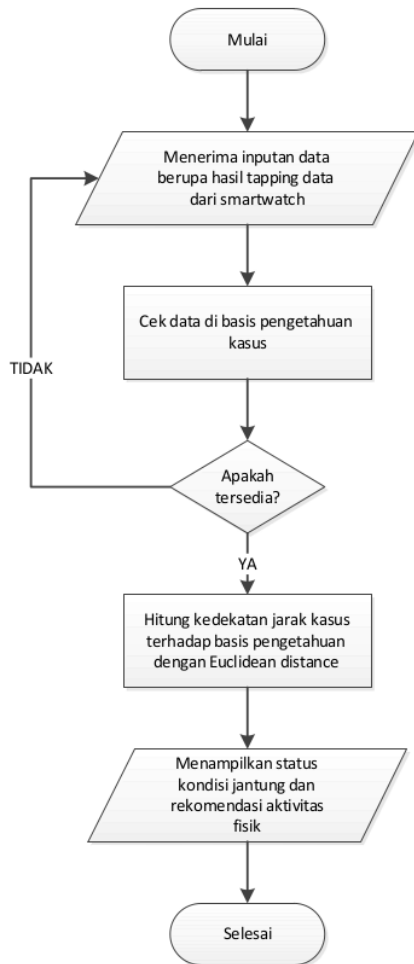 Mulai
Menerima inputan data
berupa hasil tapping data
dari smartwatch
Cek data di basis pengetahuan
kasus
TIDAK
Apakah
tersedia?
YA
Hitung kedekatan jarak kasus
terhadap basis pengetahuan
dengan Euclidean distance
Menampilkan status
kondisi jantung dan
rekomendasi aktivitas
fisik
Selesai